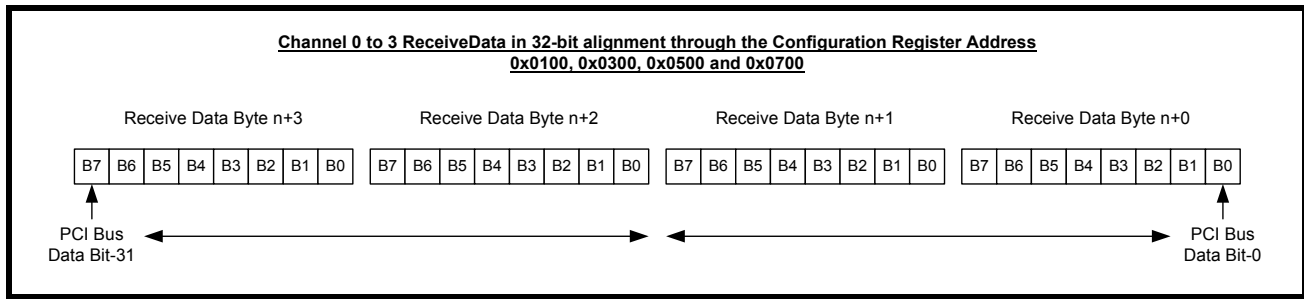 Channel 0 to 3 ReceiveData in 32-bit alignment through the Configuration Register Address
0x0100, 0x0300, 0x0500 and 0x0700
Receive Data Byte n+3 Receive Data Byte n+2 Receive Data Byte n+1 Receive Data Byte n+0
B7 B6 B5 B4 B3 B2 B1 B0 B7 B6 B5 B4 B3 B2 B1 B0 B7 B6 B5 B4 B3 B2 B1 B0 B7 B6 B5 B4 B3 B2 B1 B0
PCI Bus PCI Bus
Data Bit-31 Data Bit-0